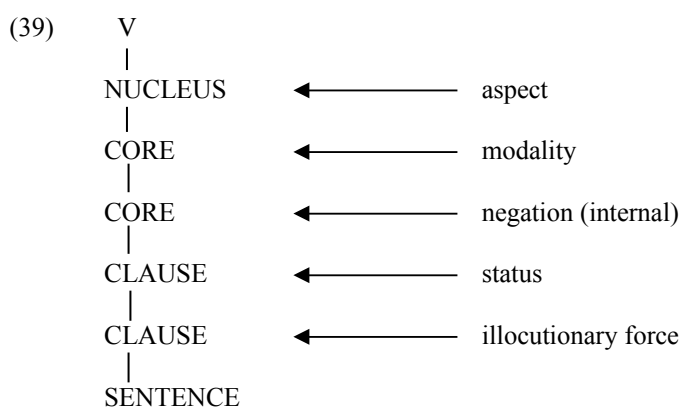 (39) V
NUCLEUS aspect
CORE modality
CORE negation (internal)
CLAUSE status
CLAUSE illocutionary force
SENTENCE